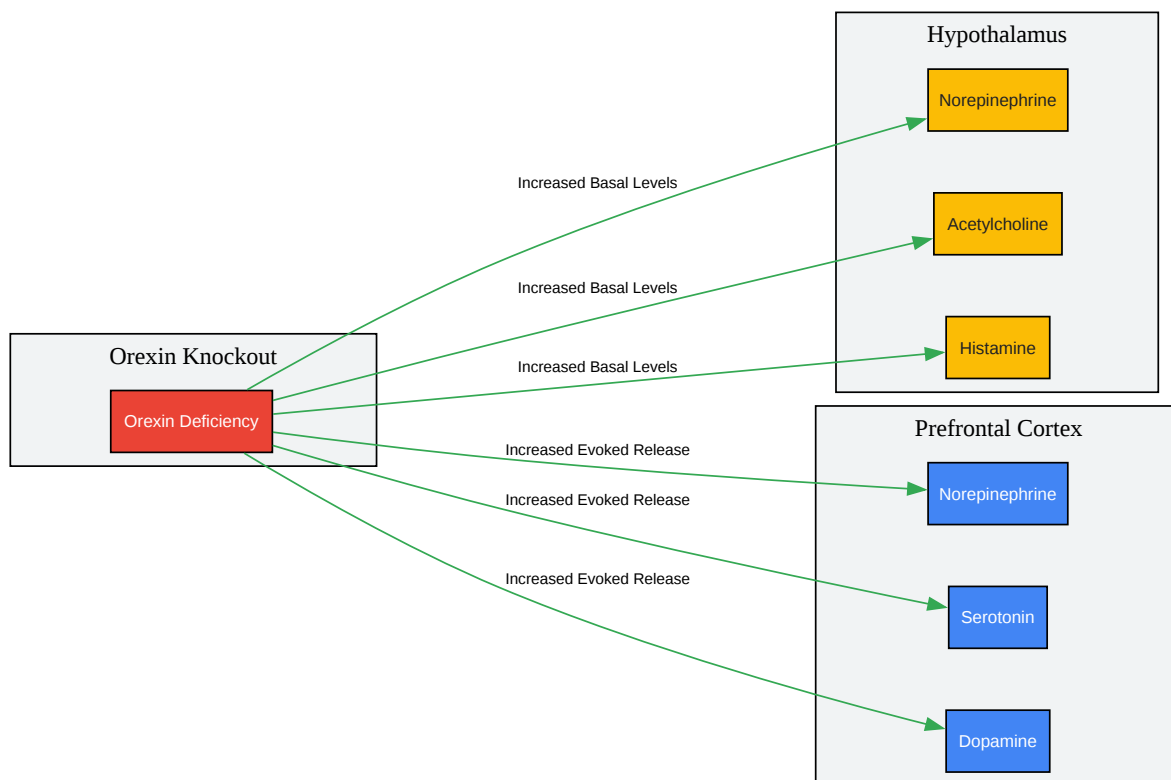 Hypothalamus
Norepinephrine
Increased Basal Levels
Acetylcholine
Increased Basal Levels
Histamine
Increased Basal Levels
Orexin Knockout
Orexin Deficiency
Prefrontal Cortex
Increased Evoked Release
Norepinephrine
Increased Evoked Release
Serotonin
Increased Evoked Release
Dopamine